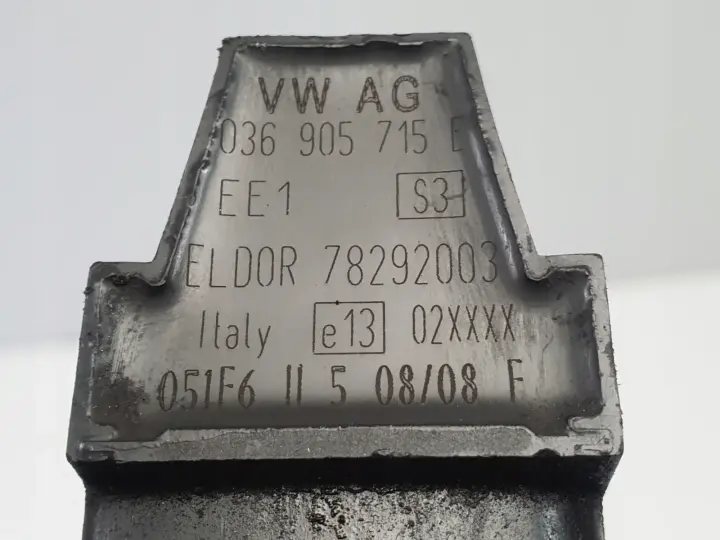 VW AG
036 905 715 E
EE1 S3
ELDOR 78292003
Italy e13 02XXXX
051F6 II 5 08/08 F